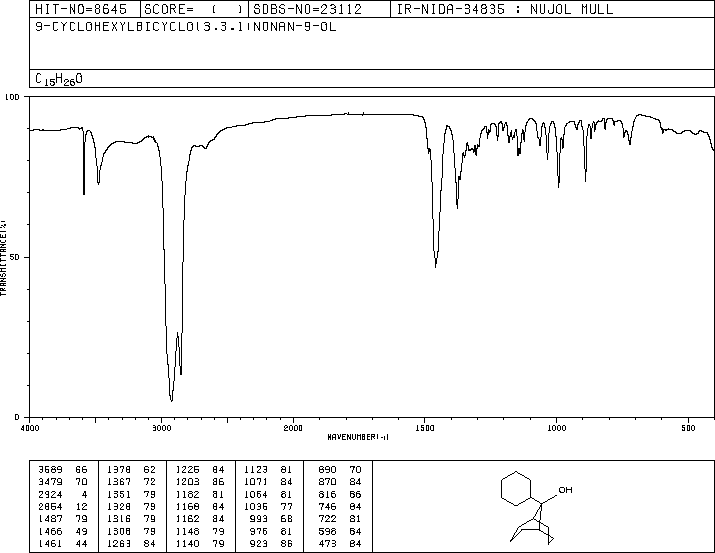 HIT-NO=8645 SCORE= ( ) SDBS-NO=23112 IR-NIDA-34835 : NUJOL MULL
9-CYCLOHEXYLBICYCLO(3.3.1)NONAN-9-OL
C15H26O
100
50
0
TRANSMITTANCE(%)
4000 3000 2000 1500 1000 500
WAVENUMBER(-1)
3589 66 1378 62 1225 84 1123 81 890 70
3479 70 1367 72 1203 86 1071 84 870 84
2924 4 1351 79 1182 81 1064 81 816 86
2854 12 1328 79 1168 84 1036 77 746 84
1487 79 1316 79 1162 84 993 68 722 81
1466 49 1308 79 1148 79 976 81 598 84
1461 44 1263 84 1140 79 923 86 473 84
OH